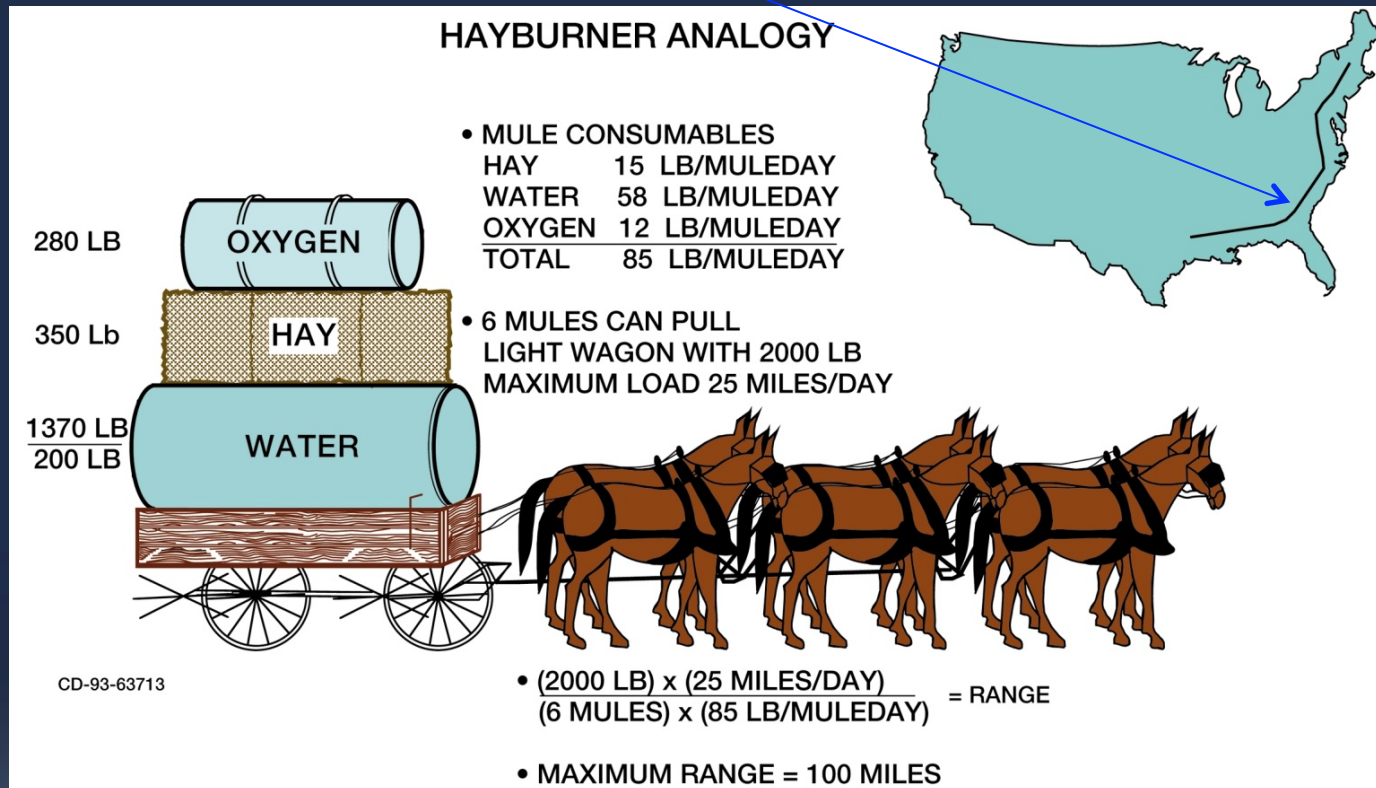 HAYBURNER ANALOGY
• MULE CONSUMABLES
HAY 15 LB/MULEDAY
WATER 58 LB/MULEDAY
OXYGEN 12 LB/MULEDAY
TOTAL 85 LB/MULEDAY
• 6 MULES CAN PULL
LIGHT WAGON WITH 2000 LB
MAXIMUM LOAD 25 MILES/DAY
280 LB
OXYGEN
350 Lb
HAY
1370 LB
200 LB
WATER
CD-93-63713
• (2000 LB) x (25 MILES/DAY)
(6 MULES) x (85 LB/MULEDAY)
= RANGE
• MAXIMUM RANGE = 100 MILES